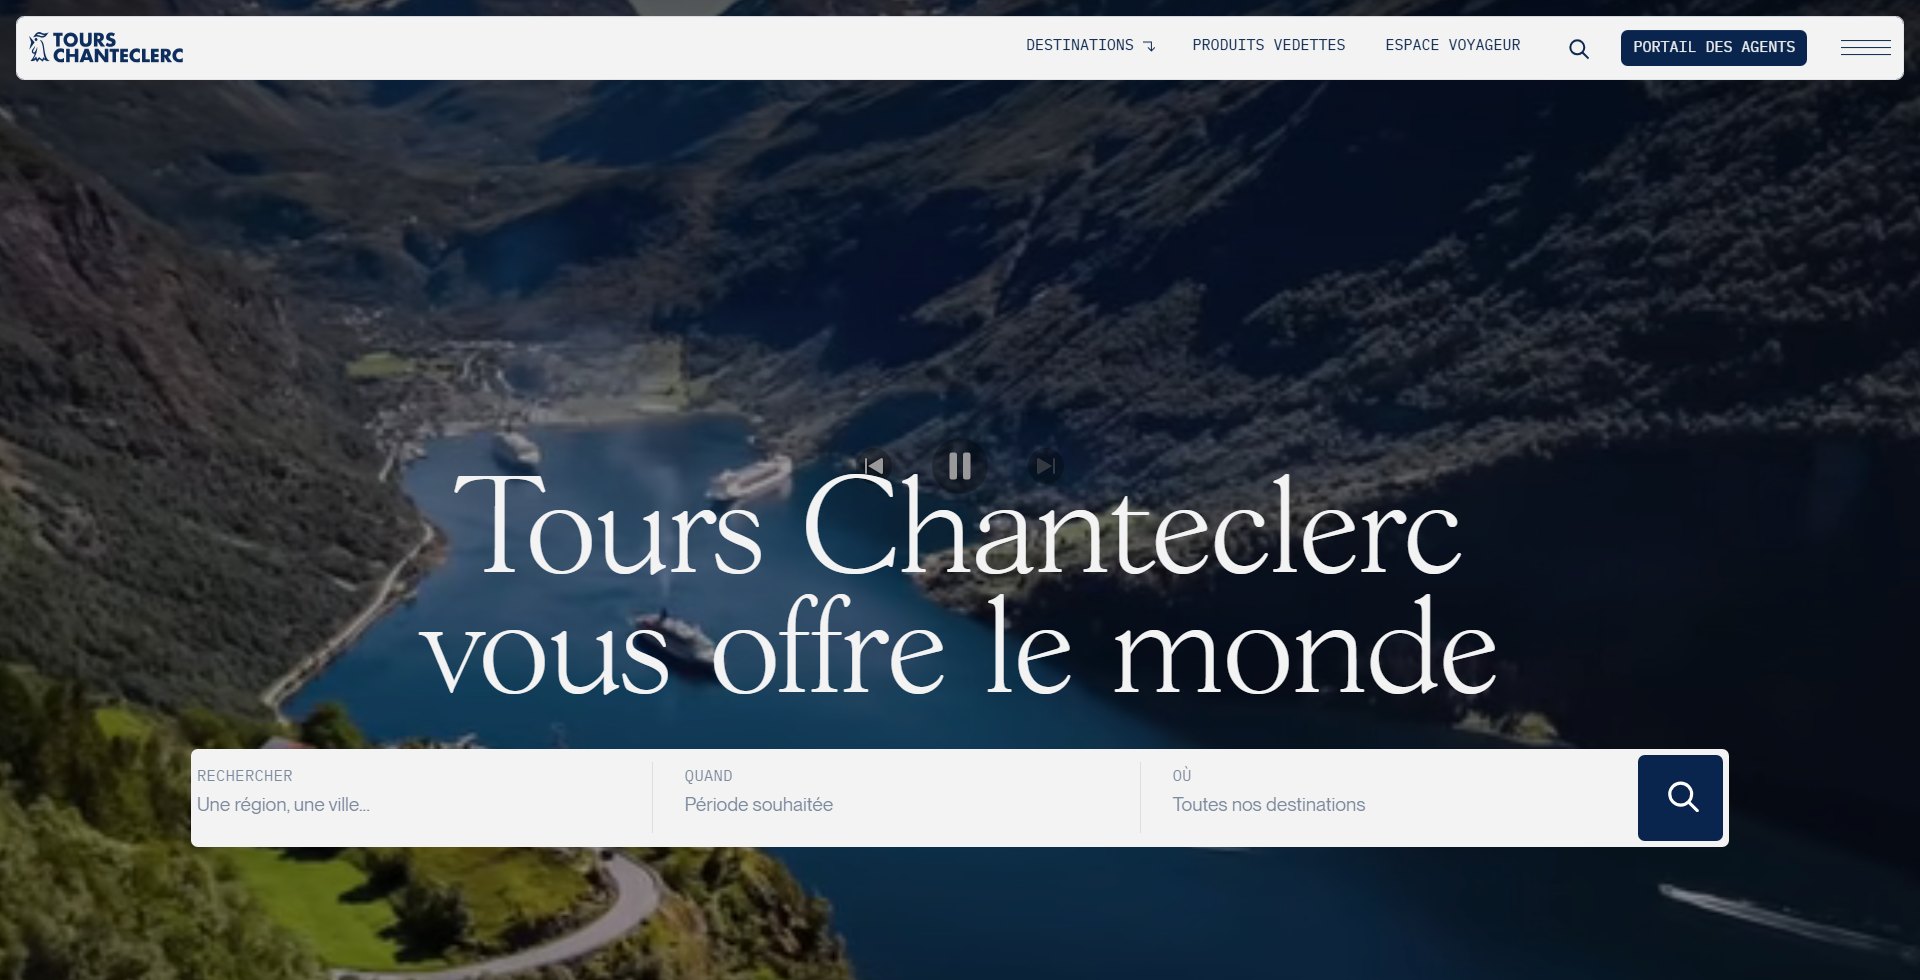 TOURS
CHANTECLERC
DESTINATIONS
PRODUITS VEDETTES
ESPACE VOYAGEUR
PORTAIL DES AGENTS
Tours Chanteclerc
vous offre le monde
RECHERCHER
Une région, une ville...
QUAND
Période souhaitée
OÙ
Toutes nos destinations